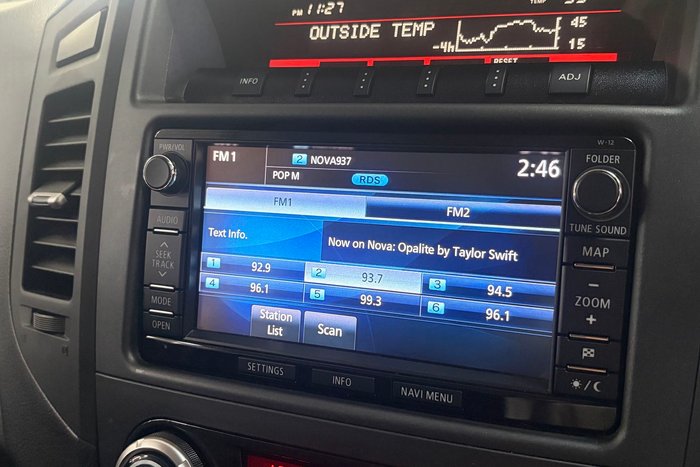 PM 11:27
TEMP
OUTSIDE TEMP
45
-4h
15
RESET
INFO
ADJ
W-12
PWR/VOL
FM1
2 NOVA937
2:46
FOLDER
POP M
RDS
FM1
FM2
TUNE SOUND
AUDIO
Text Info.
Now on Nova: Opalite by Taylor Swift
MAP
SEEK
TRACK
1 92.9
2 93.7
3 94.5
ZOOM
4 96.1
5 99.3
6 96.1
MODE
OPEN
Station
List
Scan
SETTINGS
INFO
NAVI MENU